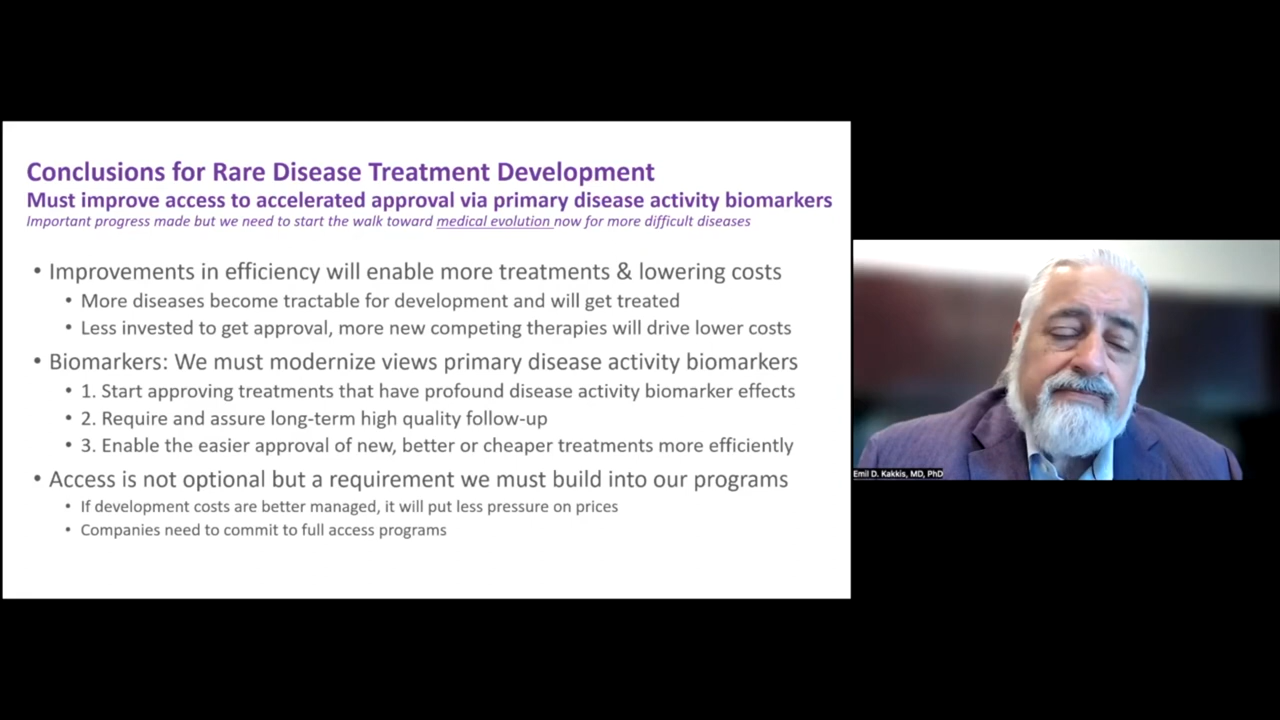 Conclusions for Rare Disease Treatment Development
Must improve access to accelerated approval via primary disease activity biomarkers
Important progress made but we need to start the walk toward medical evolution now for more difficult diseases
• Improvements in efficiency will enable more treatments & lowering costs
• More diseases become tractable for development and will get treated
• Less invested to get approval, more new competing therapies will drive lower costs
• Biomarkers: We must modernize views primary disease activity biomarkers
• 1. Start approving treatments that have profound disease activity biomarker effects
• 2. Require and assure long-term high quality follow-up
• 3. Enable the easier approval of new, better or cheaper treatments more efficiently
• Access is not optional but a requirement we must build into our programs
• If development costs are better managed, it will put less pressure on prices
• Companies need to commit to full access programs
Emil D. Kakkis, MD, PhD